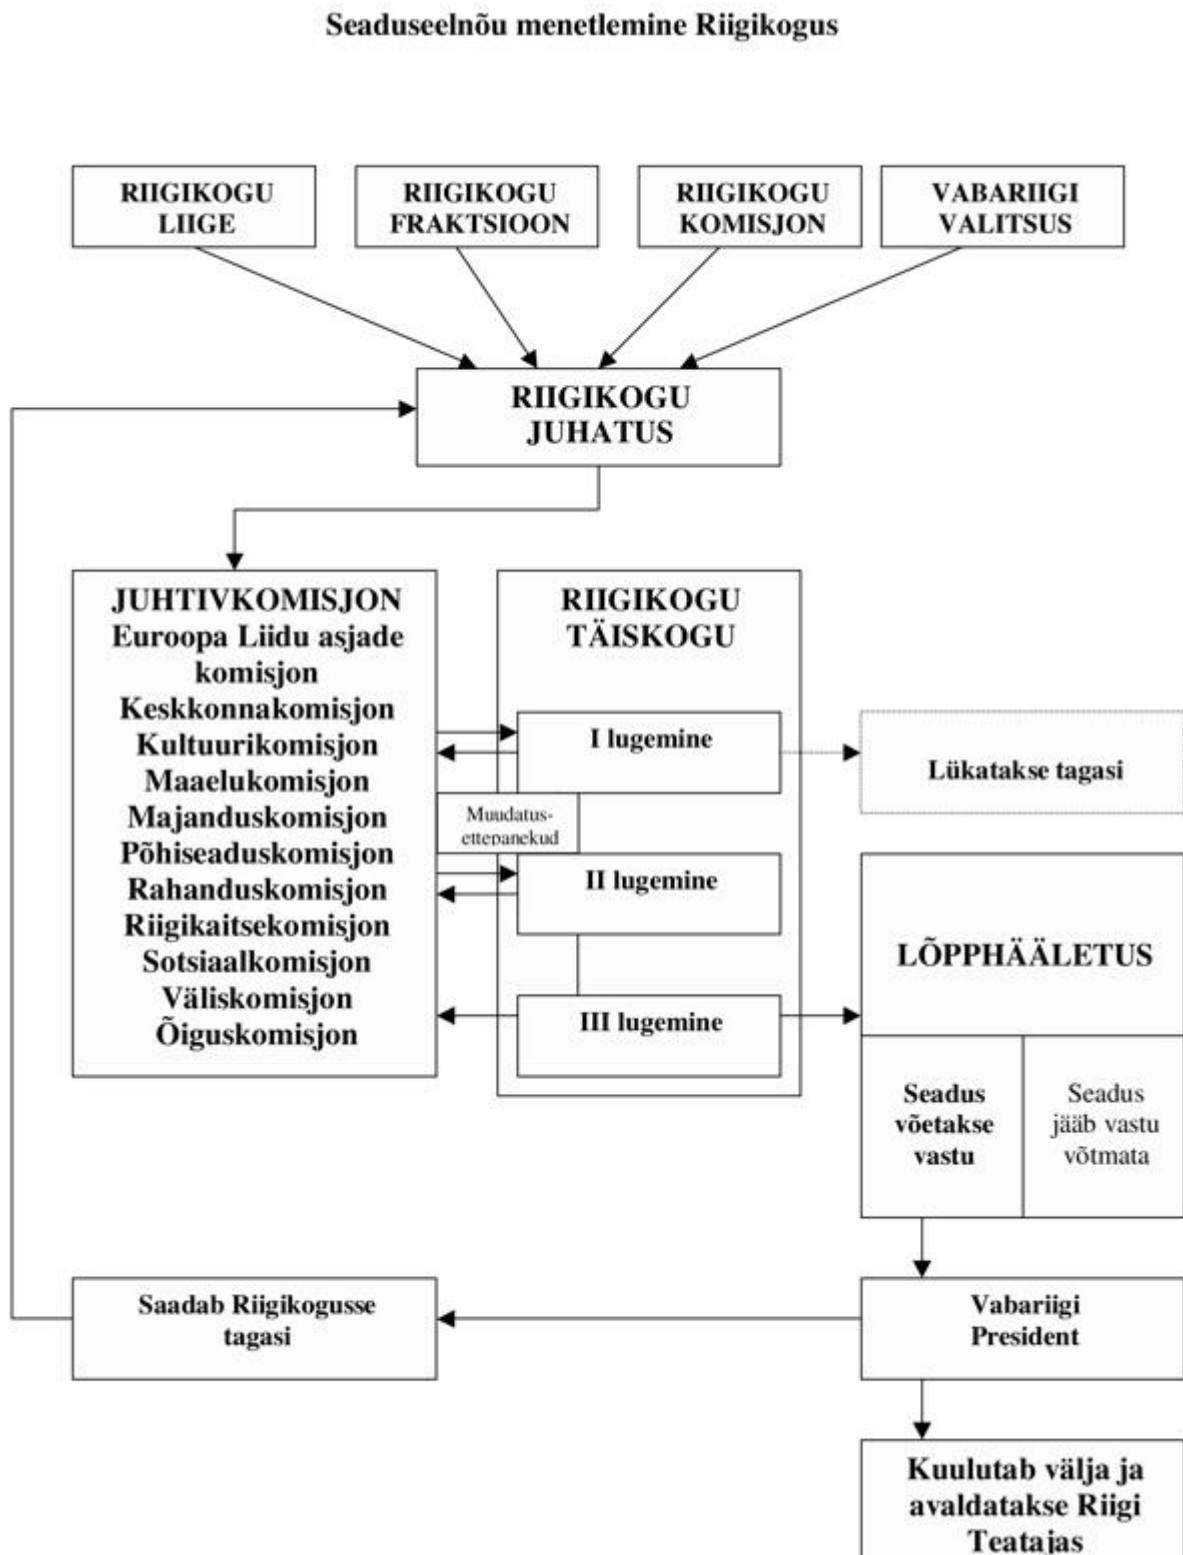 Seaduseelnõu menetlemine Riigikogus
RIIGIKOGU
LIIGE
RIIGIKOGU
FRAKTSIOON
RIIGIKOGU
KOMISJON
VABARIIGI
VALITSUS
RIIGIKOGU
JUHATUS
JUHTIVKOMISJON
Euroopa Liidu asjade
komisjon
Keskkonnakomisjon
Kultuurikomisjon
Maaelukomisjon
Majanduskomisjon
Põhiseaduskomisjon
Rahanduskomisjon
Riigikaitsekomisjon
Sotsiaalkomisjon
Väliskomisjon
Õiguskomisjon
RIIGIKOGU
TÄISKOGU
I lugemine
Muudatus-
ettepanekud
II lugemine
III lugemine
Lükatakse tagasi
LÕPPHÄÄLETUS
Seadus
võetakse
vastu
Seadus
jääb vastu
võtmata
Saadab Riigikogusse
tagasi
Vabariigi
President
Kuulutab välja ja
avaldatakse Riigi
Teatajas